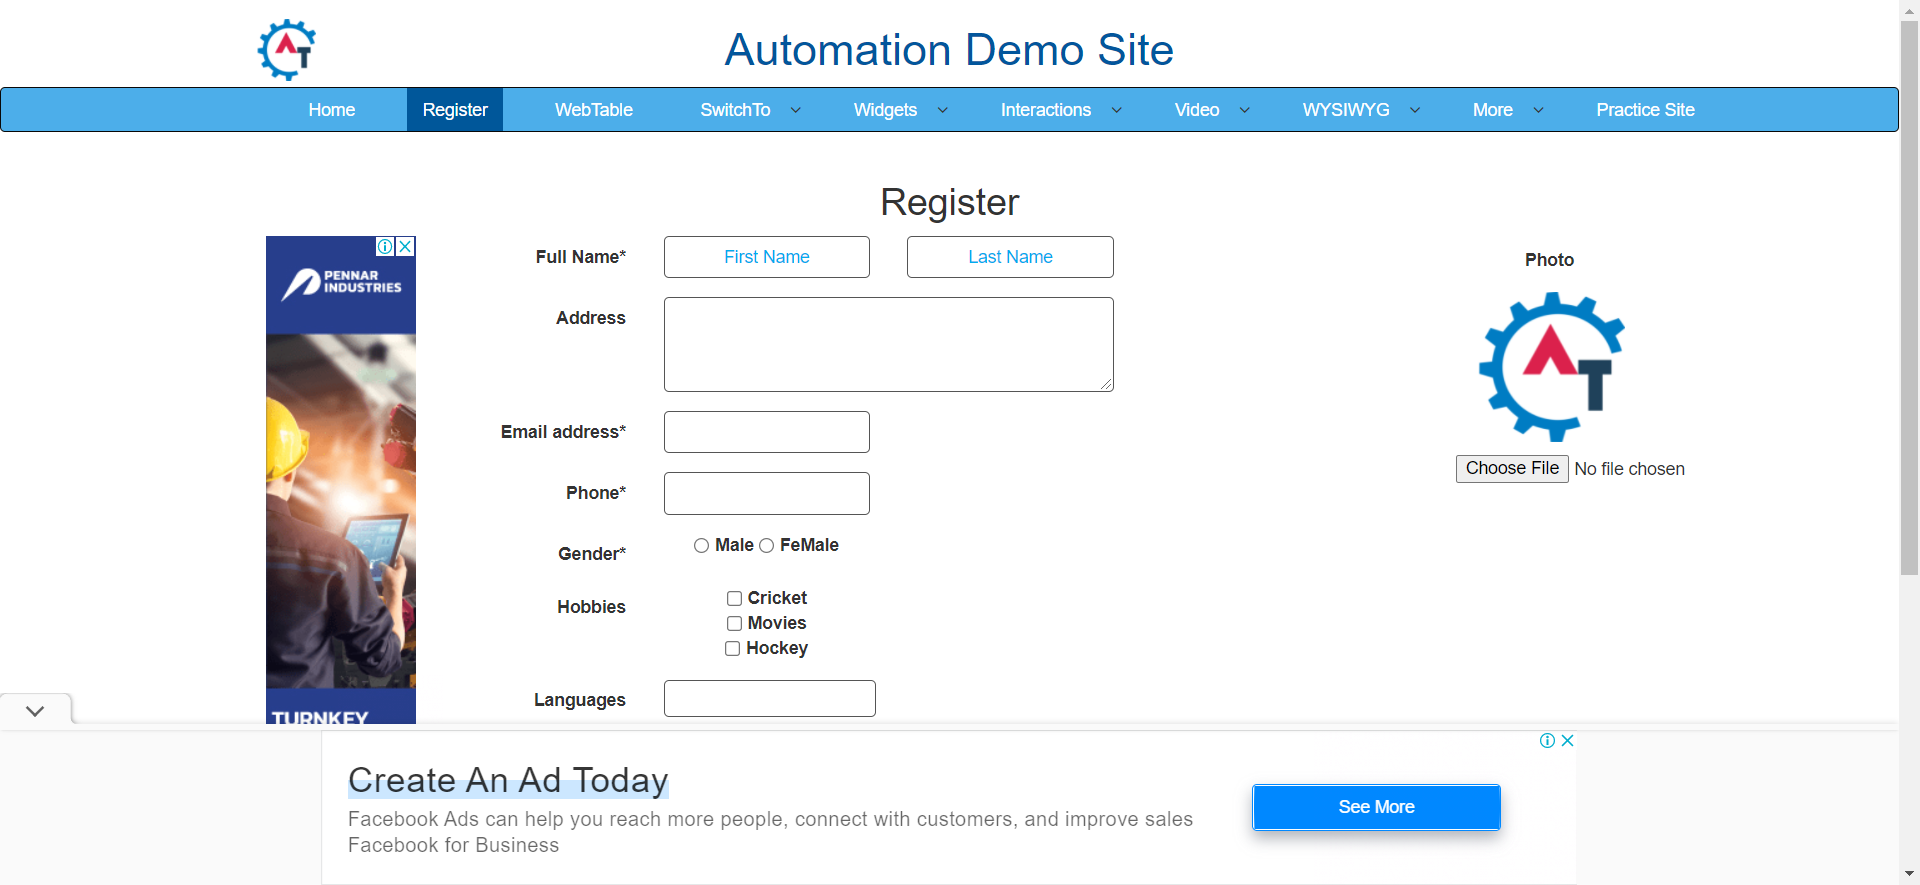 AT
Automation Demo Site
Home Register WebTable SwitchTo Widgets Interactions Video WYSIWYG More Practice Site
Register
PENNAR
INDUSTRIES
TURNKEY
Full Name* First Name Last Name
Address
Email address*
Phone*
Gender* Male FeMale
Hobbies Cricket
Movies
Hockey
Languages
Photo
AT
Choose File No file chosen
Create An Ad Today
Facebook Ads can help you reach more people, connect with customers, and improve sales
Facebook for Business
See More